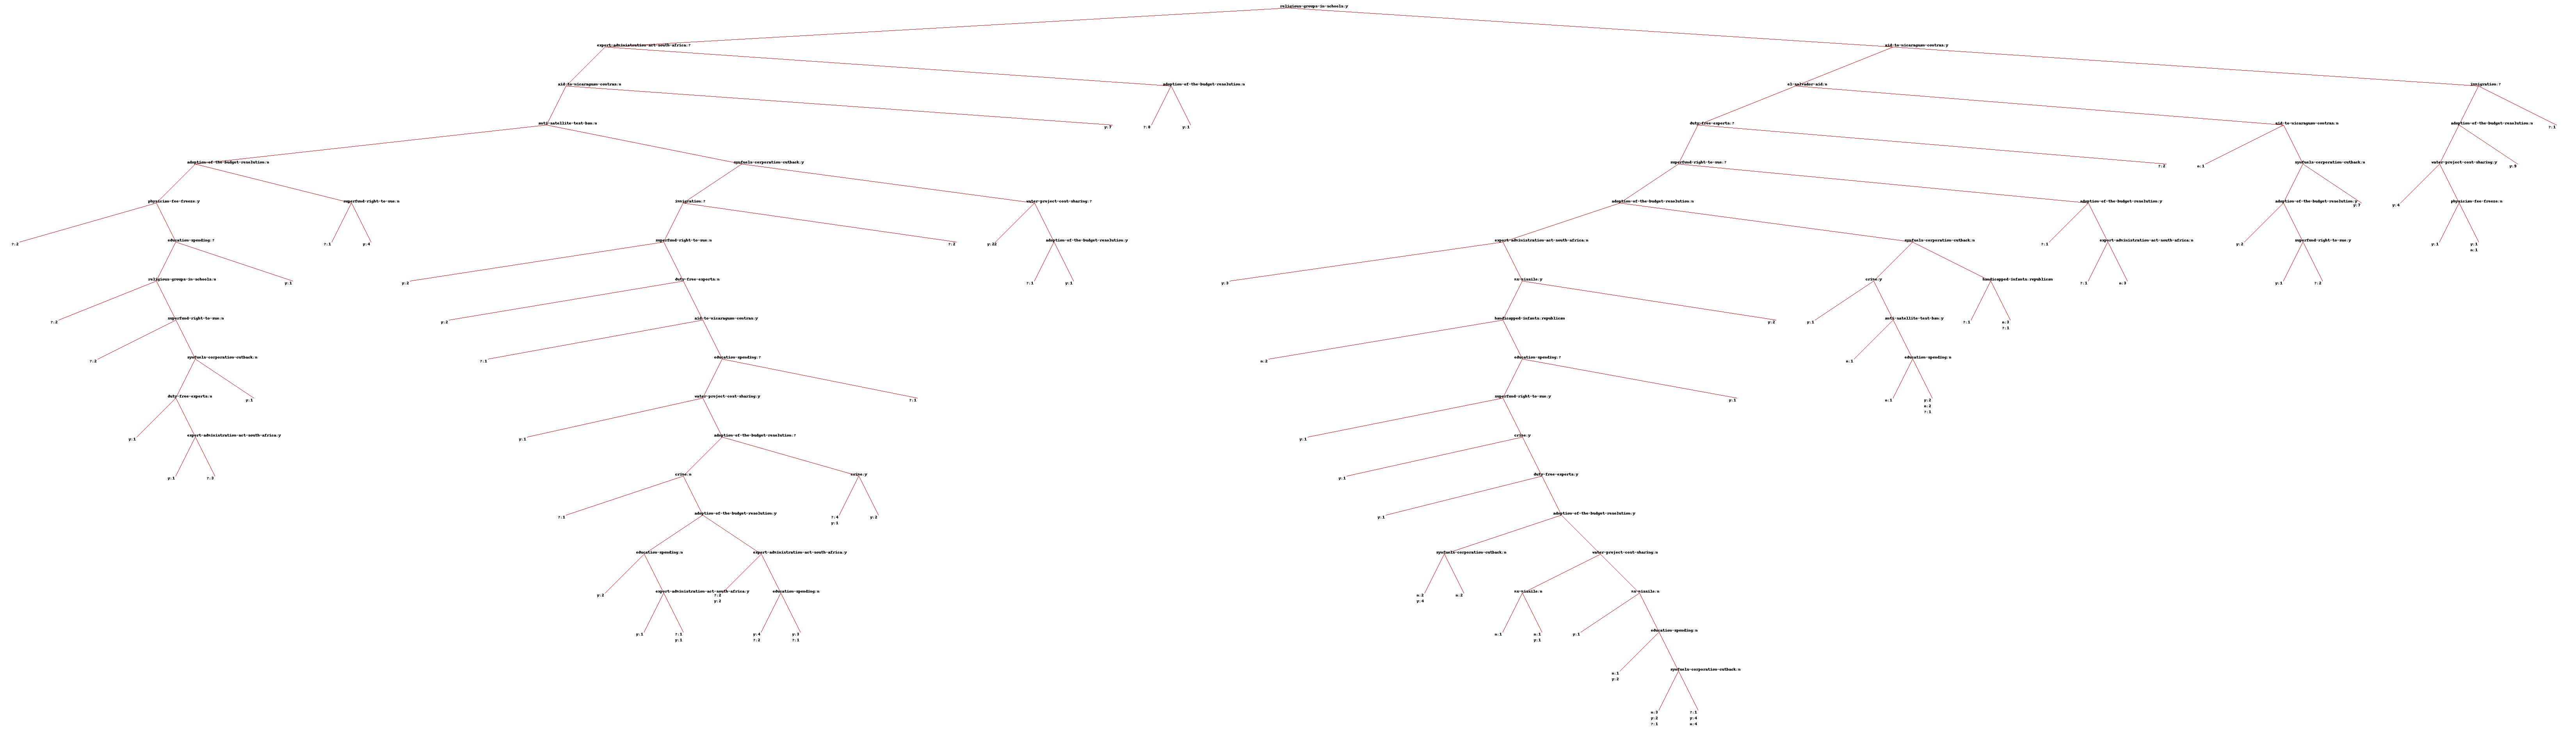 religious-groups-in-schools:y
export-administration-act-south-africa:?
aid-to-nicaraguan-contras:y
aid-to-nicaraguan-contras:n
adoption-of-the-budget-resolution:n
el-salvador-aid:n
immigration:?
anti-satellite-test-ban:n
y:7
y:1
duty-free-exports:?
aid-to-nicaraguan-contras:n
adoption-of-the-budget-resolution:n
?:1
adoption-of-the-budget-resolution:n
synfuels-corporation-cutback:y
superfund-right-to-sue:?
?:2
n:1
synfuels-corporation-cutback:n
water-project-cost-sharing:y
physician-fee-freeze:y
superfund-right-to-sue:n
immigration:?
water-project-cost-sharing:?
adoption-of-the-budget-resolution:n
adoption-of-the-budget-resolution:y
adoption-of-the-budget-resolution:y
y:7
y:4
physician-fee-freeze:n
?:2
education-spending:?
?:1
y:4
superfund-right-to-sue:n
y:22
adoption-of-the-budget-resolution:y
export-administration-act-south-africa:n
synfuels-corporation-cutback:n
?:1
export-administration-act-south-africa:n
y:2
superfund-right-to-sue:y
y:1
y:1
n:1
religious-groups-in-schools:n
y:1
y:2
duty-free-exports:n
?:1
y:1
crime:y
handicapped-infants:republican
?:1
y:1
?:2
?:2
superfund-right-to-sue:n
y:2
aid-to-nicaraguan-contras:y
handicapped-infants:republican
y:2
y:1
anti-satellite-test-ban:y
?:1
?:1
?:2
synfuels-corporation-cutback:n
?:1
education-spending:?
n:2
education-spending:?
n:1
education-spending:n
duty-free-exports:n
y:1
water-project-cost-sharing:y
?:1
superfund-right-to-sue:y
y:1
n:1
y:2
n:2
?:1
y:1
export-administration-act-south-africa:y
y:1
adoption-of-the-budget-resolution:?
y:1
crime:y
y:1
?:3
crime:n
crime:y
y:1
duty-free-exports:y
?:1
adoption-of-the-budget-resolution:y
?:4
y:1
y:2
y:1
adoption-of-the-budget-resolution:y
education-spending:n
export-administration-act-south-africa:y
synfuels-corporation-cutback:n
water-project-cost-sharing:n
export-administration-act-south-africa:y
?:2
y:2
education-spending:n
n:2
y:4
n:2
y:1
?:1
y:1
y:4
?:2
y:3
?:1
n:1
n:1
y:1
y:1
education-spending:n
n:1
y:2
synfuels-corporation-cutback:n
n:3
y:2
?:1
?:1
y:4
n:4